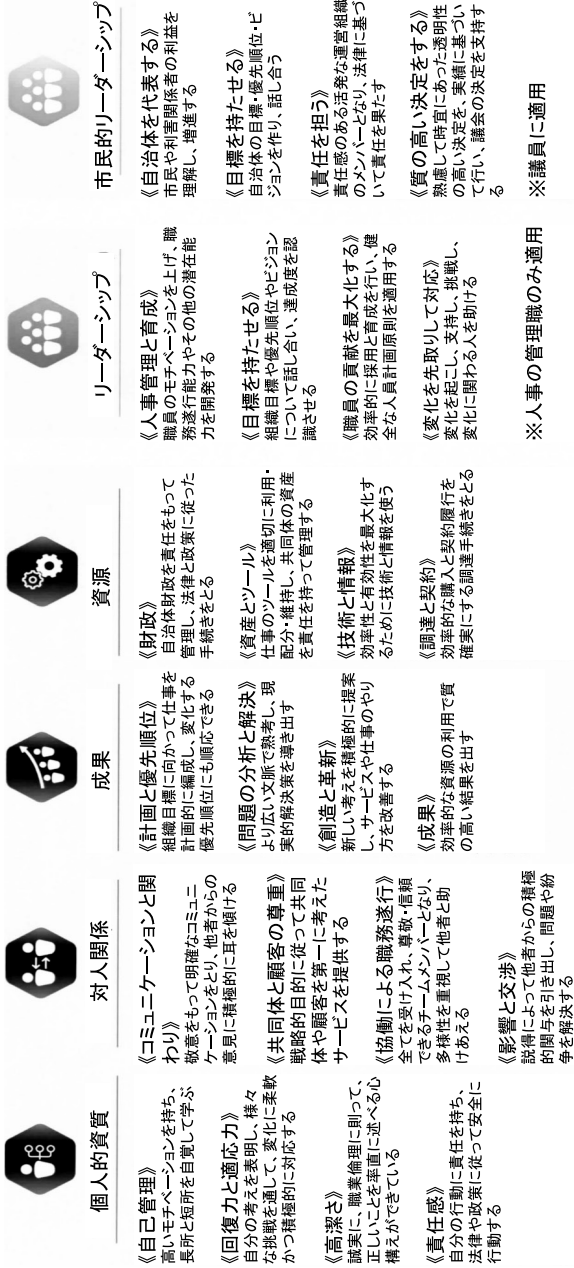 個人的資質
《自己管理》
高いモチベーションを持ち、
長所と短所を自覚して学ぶ
《回復力と適応力》
自分の考えを表明し、様々
な挑戦を通して、変化に柔軟
かつ積極的に対応する
《高潔さ》
誠実に、職業倫理に則って、
正しいことを率直に述べる心
構えができている
《責任感》
自分の行動に責任を持ち、
法律や政策に従って安全に
行動する
対人関係
《コミュニケーションと関
わり》
敬意をもって明確なコミュニ
ケーションをとり、他者からの
意見に積極的に耳を傾ける
《共同体と顧客の尊重》
戦略的目的に従って共同
体や顧客を第一に考えた
サービスを提供する
《協働による職務遂行》
全てを受け入れ、尊敬・信頼
できるチームメンバーとなり、
多様性を重視して他者と助
けあえる
《影響と交渉》
説得によって他者からの積極
的関与を引き出し、問題や紛
争を解決する
成果
《計画と優先順位》
組織目標に向かって仕事を
計画的に編成し、変化する
優先順位にも順応できる
《問題の分析と解決》
より広い文脈で熟考し、現
実的解決策を導き出す
《創造と革新》
新しい考えを積極的に提案
し、サービスや仕事のやり
方を改善する
《成果》
効率的な資源の利用で質
の高い結果を出す
資源
《財政》
自治体財政を責任をもって
管理し、法律と政策に従った
手続きをとる
《資産とツール》
仕事のツールを適切に利用・
配分・維持し、共同体の資産
を責任を持って管理する
《技術と情報》
効率性と有効性を最大化す
るために技術と情報を使う
《調達と契約》
効率的な購入と契約履行を
確実にする調達手続きをとる
リーダーシップ
《人事管理と育成》
職員のモチベーションを上げ、職
務遂行能力やその他の潜在能
力を開発する
《目標を持たせる》
組織目標や優先順位やビジョン
について話し合い、達成度を認
識させる
《職員の貢献を最大化する》
効率的に採用と育成を行い、健
全な人員計画原則を適用する
《変化を先取りして対応》
変化を起こし、支持し、挑戦し、
変化に関わる人を助ける
※人事の管理職のみ適用
市民的リーダーシップ
《自治体を代表する》
市民や利害関係者の利益を
理解し、増進する
《目標を持たせる》
自治体の目標・優先順位・ビ
ジョンを作り、話し合う
《責任を担う》
責任感のある活発な運営組織
のメンバーとなり、法律に基づ
いて責任を果たす
《質の高い決定をする》
熟慮して時宜にあった透明性
の高い決定を、実績に基づい
て行い、議会の決定を支持す
る
※議員に適用